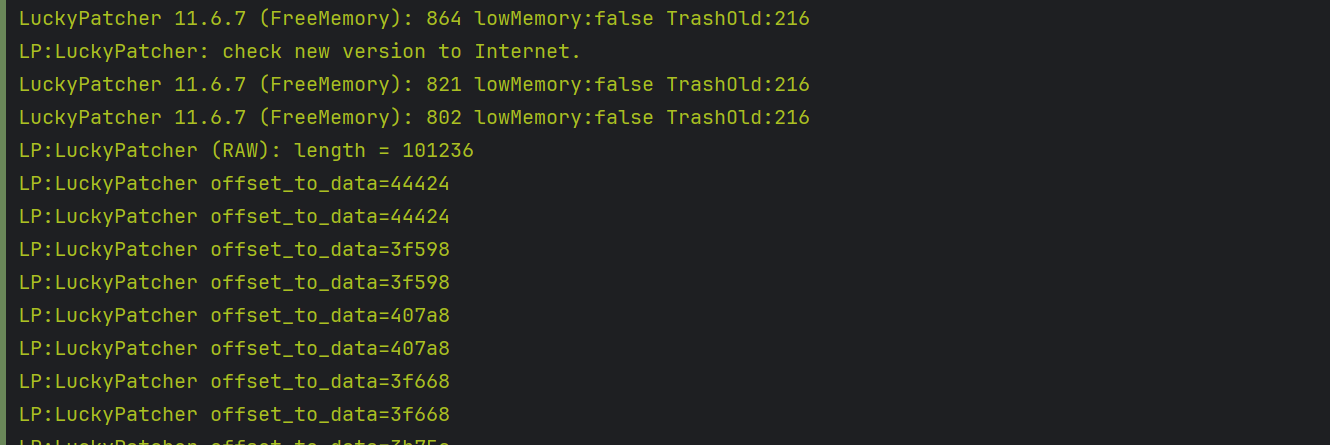 LuckyPatcher 11.6.7 (FreeMemory): 864 lowMemory:false TrashOld:216
LP:LuckyPatcher: check new version to Internet.
LuckyPatcher 11.6.7 (FreeMemory): 821 lowMemory:false TrashOld:216
LuckyPatcher 11.6.7 (FreeMemory): 802 lowMemory:false TrashOld:216
LP:LuckyPatcher (RAW): length = 101236
LP:LuckyPatcher offset_to_data=44424
LP:LuckyPatcher offset_to_data=44424
LP:LuckyPatcher offset_to_data=3f598
LP:LuckyPatcher offset_to_data=3f598
LP:LuckyPatcher offset_to_data=407a8
LP:LuckyPatcher offset_to_data=407a8
LP:LuckyPatcher offset_to_data=3f668
LP:LuckyPatcher offset_to_data=3f668
LP:LuckyPatcher